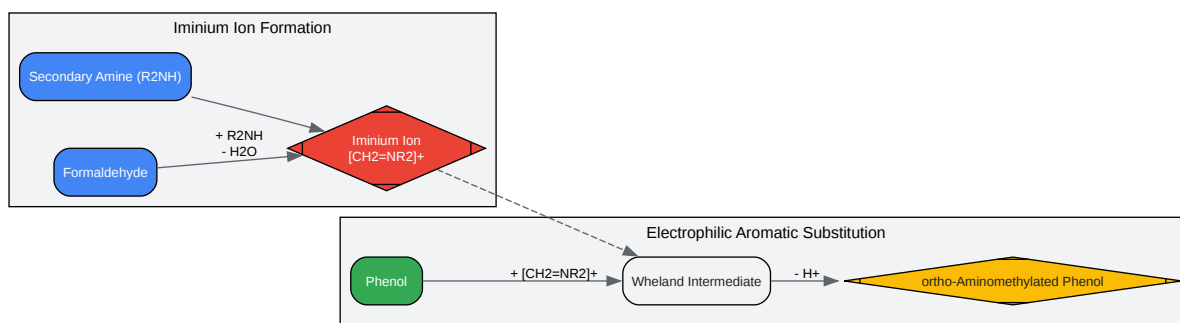 Iminium Ion Formation
Secondary Amine (R2NH)
+ R2NH
- H2O
Iminium Ion
[CH2=NR2]+
Formaldehyde
Electrophilic Aromatic Substitution
Phenol
+ [CH2=NR2]+
Wheland Intermediate
- H+
ortho-Aminomethylated Phenol